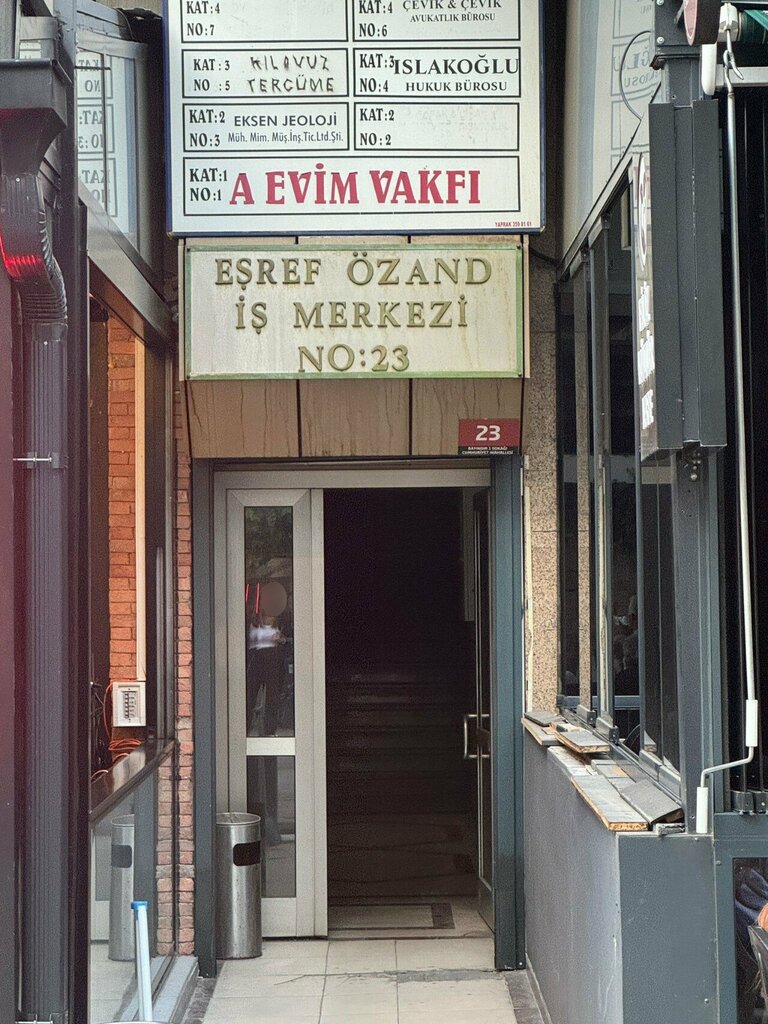 KAT:4
NO:7
KAT:4 ÇEVİK & ÇEVİK
NO:6 AVUKATLIK BÜROSU
KAT:3 KILAVUZ
NO:5 TERCÜME
KAT:3 ISLAKOĞLU
NO:4 HUKUK BÜROSU
KAT:2 EKSEN JEOLOJİ
NO:3 Müh. Mim. Müş.İnş.Tic.Ltd.Şti.
KAT:2
NO:2
KAT:1
NO:1 A EVİM VAKFI
EŞREF ÖZAND
İŞ MERKEZİ
NO:23
23
BAYINDIR 1 SOKAĞI
CUMHURİYET MAHALLESİ